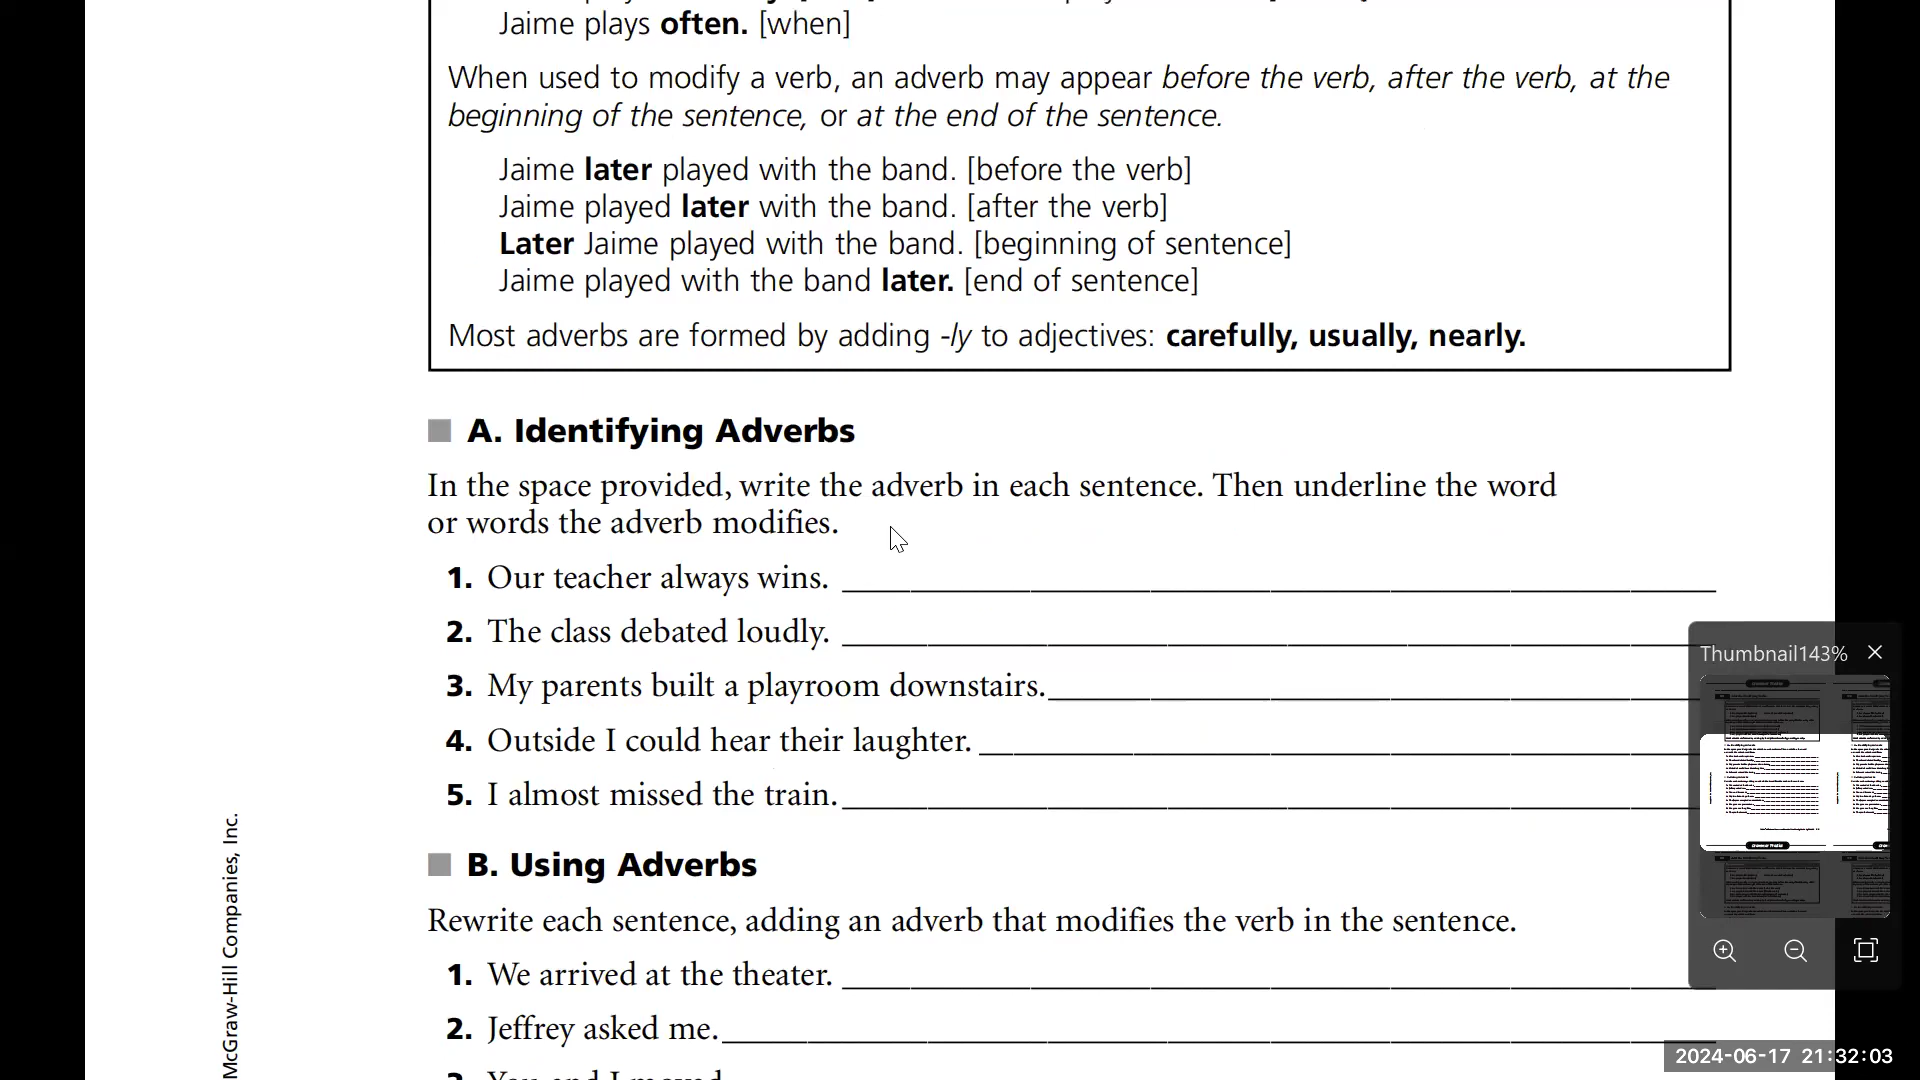 Jaime plays often. [when]
When used to modify a verb, an adverb may appear before the verb, after the verb, at the
beginning of the sentence, or at the end of the sentence.
Jaime later played with the band. [before the verb]
Jaime played later with the band. [after the verb]
Later Jaime played with the band. [beginning of sentence]
Jaime played with the band later. [end of sentence]
Most adverbs are formed by adding -ly to adjectives: carefully, usually, nearly.
A. Identifying Adverbs
In the space provided, write the adverb in each sentence. Then underline the word
or words the adverb modifies.
1. Our teacher always wins.
2. The class debated loudly.
3. My parents built a playroom downstairs.
4. Outside I could hear their laughter.
5. I almost missed the train.
B. Using Adverbs
Rewrite each sentence, adding an adverb that modifies the verb in the sentence.
1. We arrived at the theater.
2. Jeffrey asked me.
You and I moved
McGraw-Hill Companies, Inc.
Thumbnail143%
2024-06-17 21:32:03